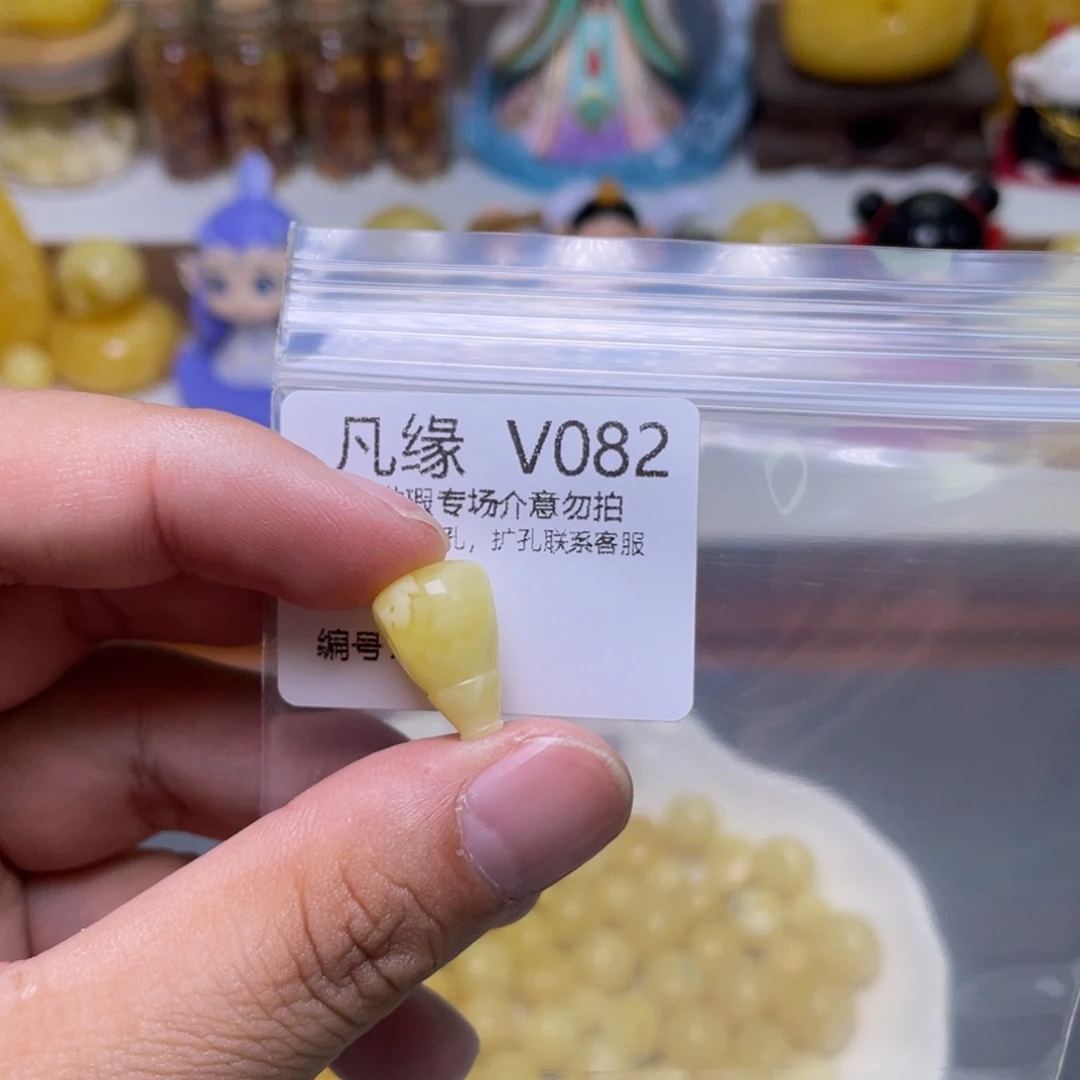 凡缘 V082
瑕专场介意勿拍
孔，扩孔联系客服
编号